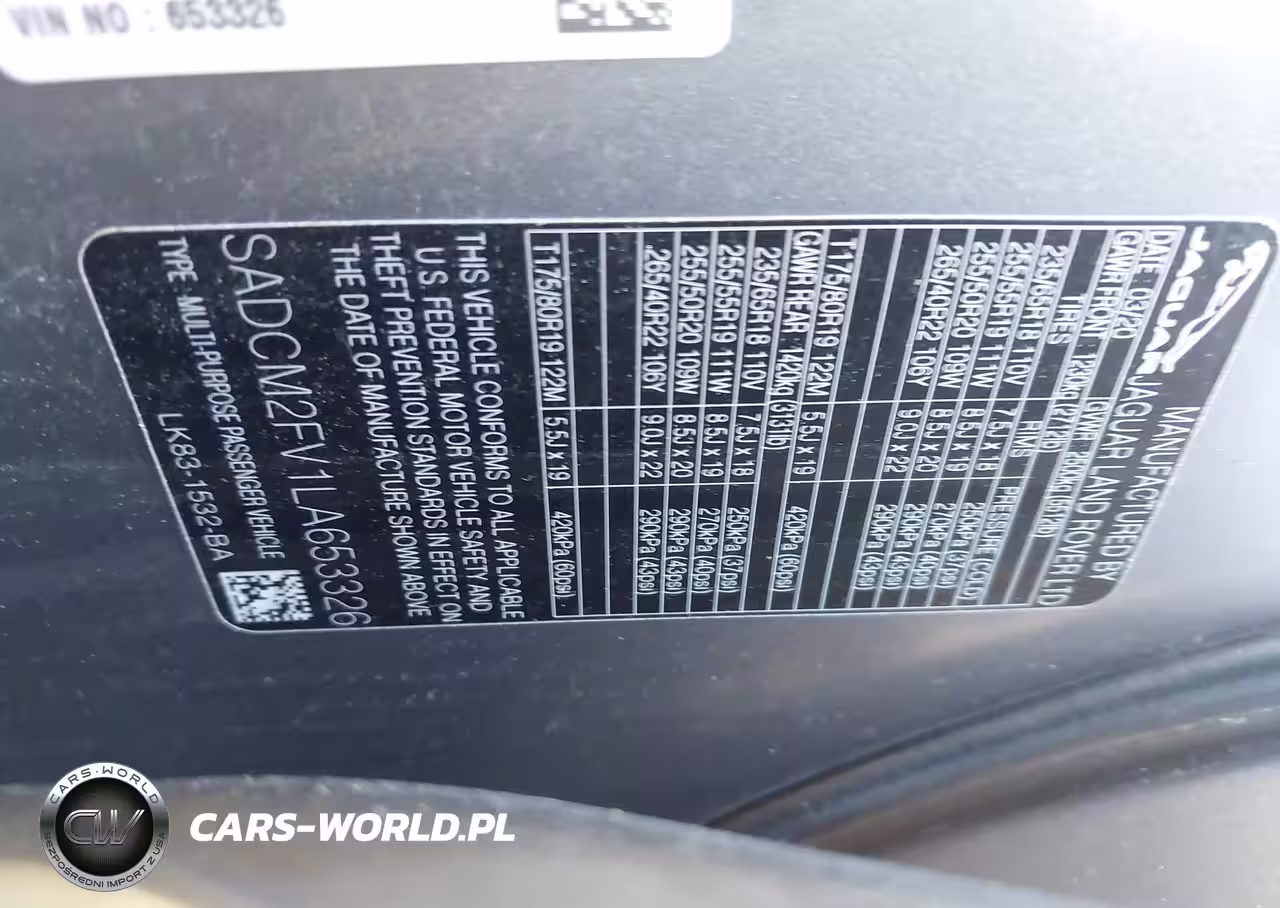 VIN NO : 653326
JAGUAR
MANUFACTURED BY
JAGUAR LAND ROVER LTD
DATE : 03/20
GAWR FRONT 1230kg (2712lb)
TIRES RIMS PRESSURE (COLD)
235/65R18 110V 7.5J x 18 250kPa (37psi)
255/55R19 111W 8.5J x 19 270kPa (40psi)
255/50R20 109W 8.5J x 20 290kPa (43psi)
265/40R22 106Y 9.0J x 22 290kPa (43psi)
T175/80R19 122M 5.5J x 19 420kPa (60psi)
GAWR REAR 1420kg (3131lb)
235/65R18 110V 7.5J x 18 250kPa (37psi)
255/55R19 111W 8.5J x 19 270kPa (40psi)
255/50R20 109W 8.5J x 20 290kPa (43psi)
265/40R22 106Y 9.0J x 22 290kPa (43psi)
T175/80R19 122M 5.5J x 19 420kPa (60psi)
THIS VEHICLE CONFORMS TO ALL APPLICABLE
U.S. FEDERAL MOTOR VEHICLE SAFETY AND
THEFT PREVENTION STANDARDS IN EFFECT ON
THE DATE OF MANUFACTURE SHOWN ABOVE
SADCM2FV1LA653326
TYPE :MULTI-PURPOSE PASSENGER VEHICLE
LK83-1532-BA
CARS-WORLD
CW
BEZPOŚREDNI IMPORT Z USA
CARS-WORLD.PL